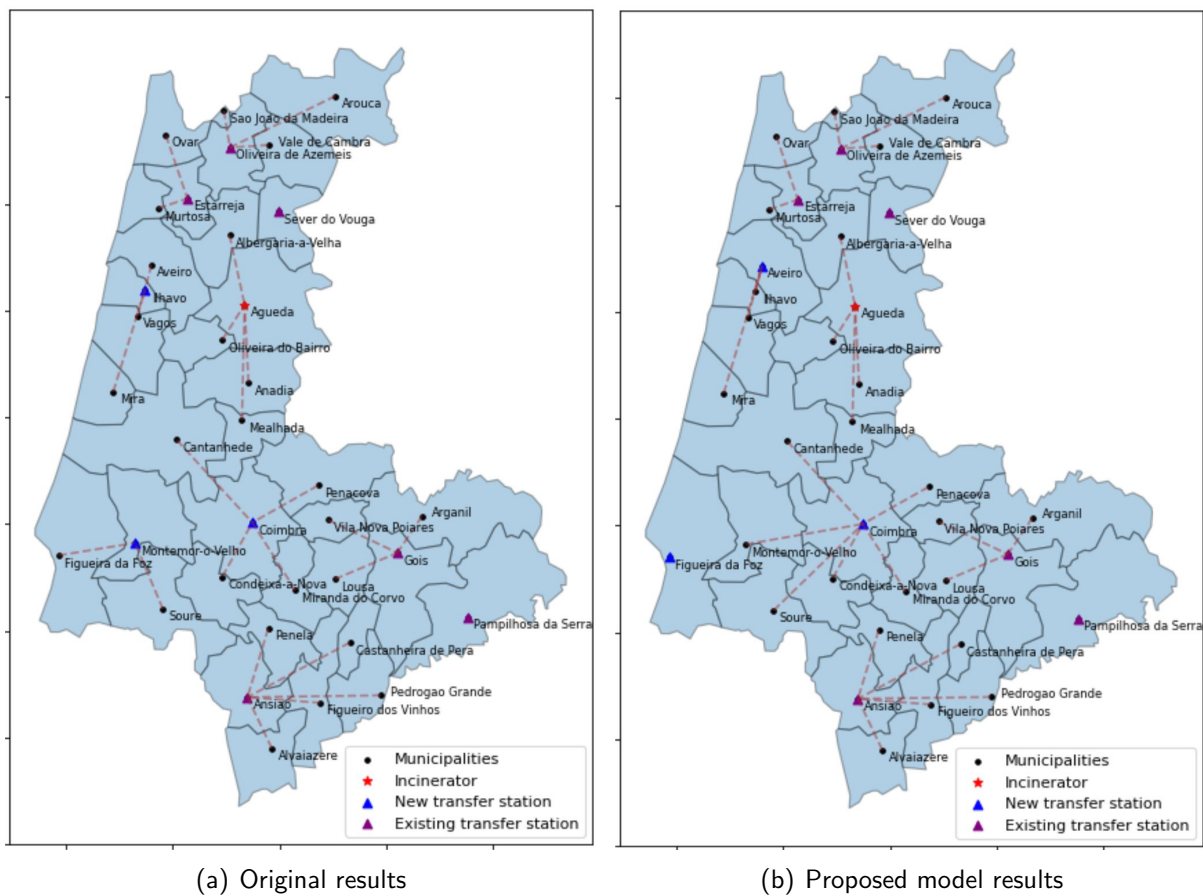 Arouca
Sao João da Madeira
Ovar
Vale de Cambra
Oliveira de Azemeis
Estarreja
Murtosa
Sever do Vouga
Albergaria-a-Velha
Aveiro
Ilhavo
Agueda
Vagos
Oliveira do Bairro
Anadia
Mira
Mealhada
Cantanhede
Penacova
Arganil
Vila Nova Poiares
Coimbra
Montemor-o-Velho
Gois
Figueira da Foz
Condeixa-a-Nova
Lousa
Miranda do Corvo
Soure
Pampilhosa da Serra
Penela
Castanheira de Pera
Pedrogao Grande
Ansiao
Figueiro dos Vinhos
Alvaiazere
Municipalities
Incinerator
New transfer station
Existing transfer station
(a) Original results
Arouca
Sao João da Madeira
Ovar
Vale de Cambra
Oliveira de Azemeis
Estarreja
Murtosa
Sever do Vouga
Albergaria-a-Velha
Aveiro
Ilhavo
Agueda
Vagos
Oliveira do Bairro
Anadia
Mira
Mealhada
Cantanhede
Penacova
Arganil
Vila Nova Poiares
Coimbra
Montemor-o-Velho
Gois
Figueira da Foz
Condeixa-a-Nova
Lousa
Miranda do Corvo
Soure
Pampilhosa da Serra
Penela
Castanheira de Pera
Pedrogao Grande
Ansiao
Figueiro dos Vinhos
Alvaiazere
Municipalities
Incinerator
New transfer station
Existing transfer station
(b) Proposed model results